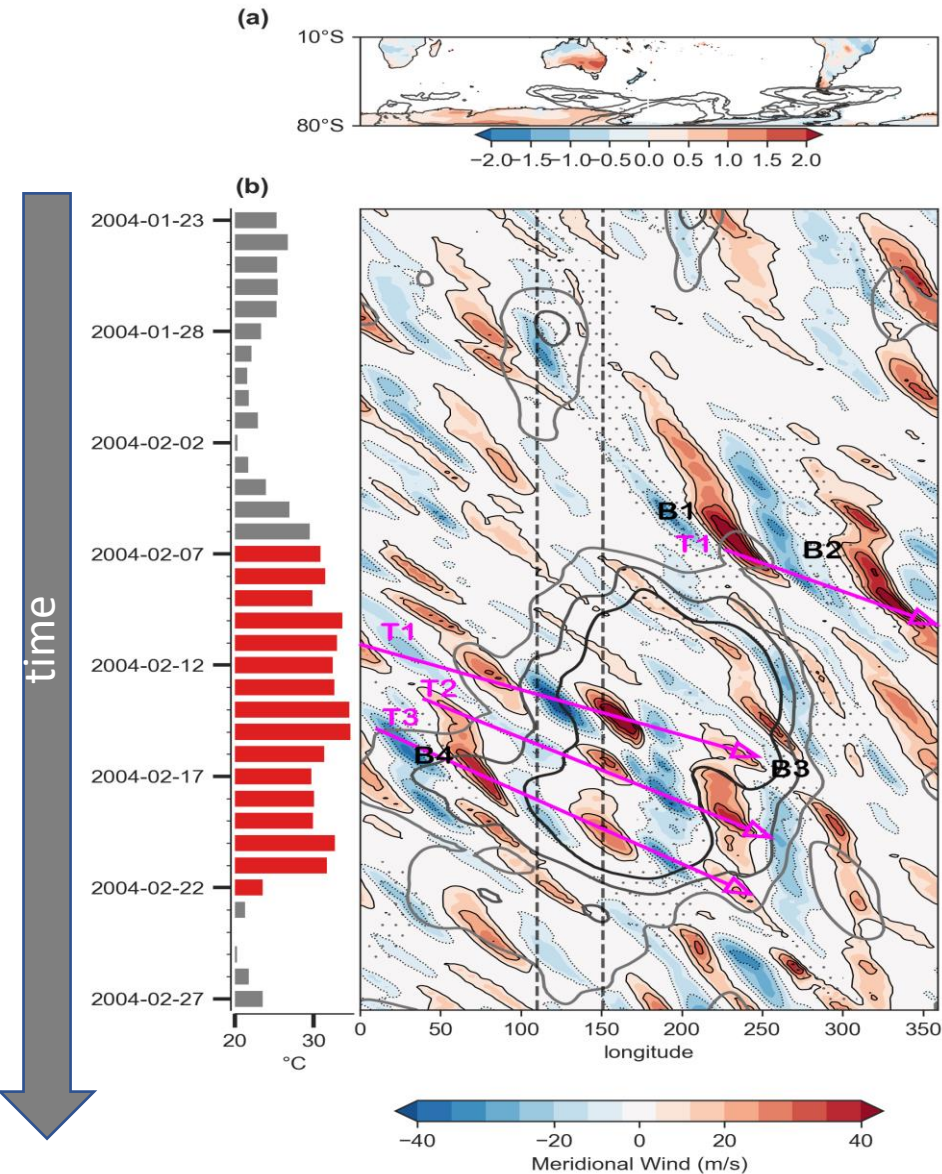 (a)
10°S
80°S
−2.0−1.5−1.0−0.5 0.0 0.5 1.0 1.5 2.0
(b)
time
2004-01-23
2004-01-28
2004-02-02
2004-02-07
2004-02-12
2004-02-17
2004-02-22
2004-02-27
20 30
°C
B1
T1
B2
T1
T2
T3
B4
B3
0 50 100 150 200 250 300 350
longitude
−40 −20 0 20 40
Meridional Wind (m/s)